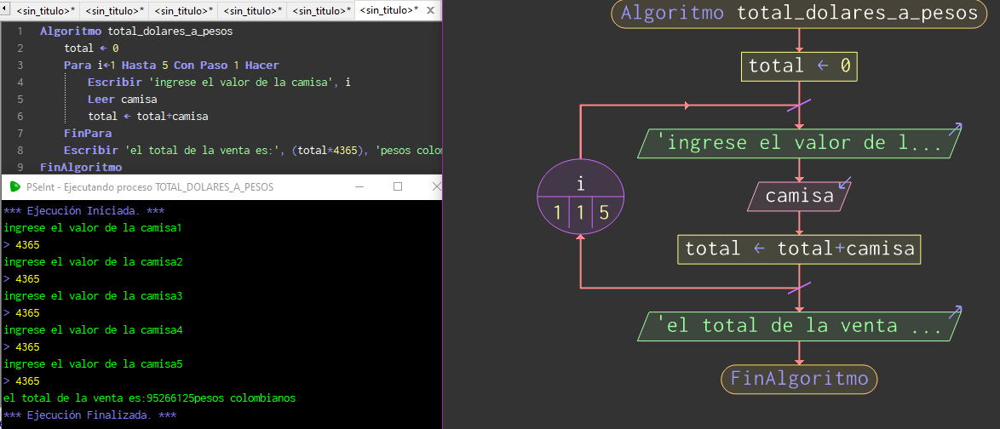 <sin_titulo>* <sin_titulo>* <sin_titulo>* <sin_titulo>* <sin_titulo>* <sin_titulo>* X
1 Algoritmo total_dolares_a_pesos
2 total ← 0
3 Para i←1 Hasta 5 Con Paso 1 Hacer
4 Escribir 'ingrese el valor de la camisa', i
5 Leer camisa
6 total ← total+camisa
7 FinPara
8 Escribir 'el total de la venta es:', (total*4365), 'pesos colom
9 FinAlgoritmo
PSeInt - Ejecutando proceso TOTAL_DOLARES_A_PESOS
*** Ejecución Iniciada. ***
ingrese el valor de la camisa1
> 4365
ingrese el valor de la camisa2
> 4365
ingrese el valor de la camisa3
> 4365
ingrese el valor de la camisa4
> 4365
ingrese el valor de la camisa5
> 4365
el total de la venta es:95266125pesos colombianos
*** Ejecución Finalizada. ***
Algoritmo total_dolares_a_pesos
total ← 0
'ingrese el valor de l...
i
1 1 5
camisa
total ← total+camisa
'el total de la venta ...
FinAlgoritmo